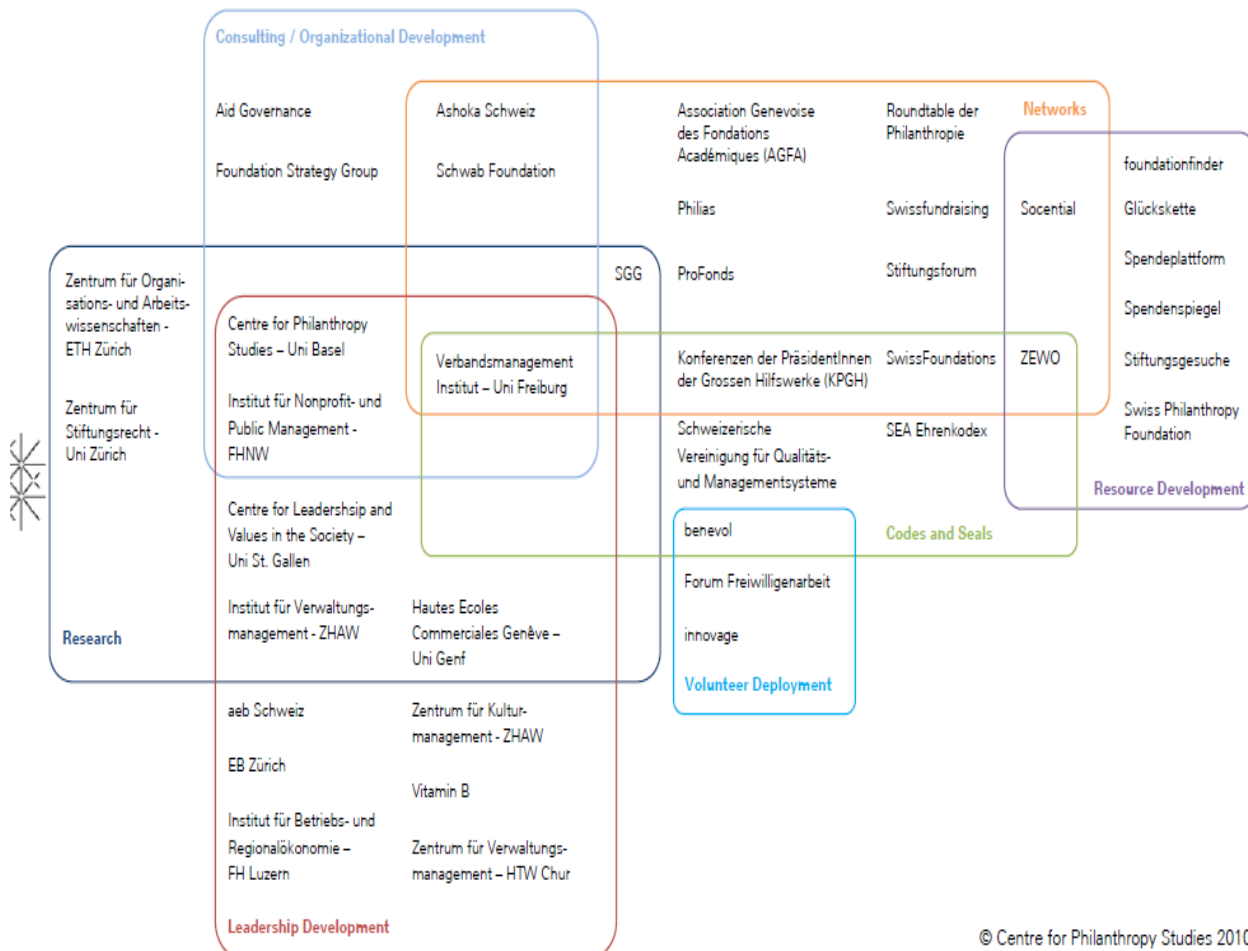 Consulting / Organizational Development
Aid Governance
Ashoka Schweiz
Association Genevoise
des Fondations
Académiques (AGFA)
Roundtable der
Philanthropie
Networks
Foundation Strategy Group
Schwab Foundation
foundationfinder
Philias
Swissfundraising
Socential
Glückskette
Zentrum für Organi-
sations- und Arbeits-
wissenschaften -
ETH Zürich
SGG
ProFonds
Stiftungsforum
Spendeplattform
Spendenspiegel
Centre for Philanthropy
Studies – Uni Basel
Verbandsmanagement
Institut – Uni Freiburg
Konferenzen der PräsidentInnen
der Grossen Hilfswerke (KPGH)
SwissFoundations
ZEWO
Stiftungsgesuche
Zentrum für
Stiftungsrecht -
Uni Zürich
Institut für Nonprofit- und
Public Management -
FHNW
Schweizerische
Vereinigung für Qualitäts-
und Managementsysteme
SEA Ehrenkodex
Swiss Philanthropy
Foundation
Resource Development
Centre for Leadershsip and
Values in the Society –
Uni St. Gallen
benevol
Codes and Seals
Forum Freiwilligenarbeit
Institut für Verwaltungs-
management - ZHAW
Hautes Ecoles
Commerciales Genêve –
Uni Genf
innovage
Research
Volunteer Deployment
aeb Schweiz
Zentrum für Kultur-
management - ZHAW
EB Zürich
Vitamin B
Institut für Betriebs- und
Regionalökonomie –
FH Luzern
Zentrum für Verwaltungs-
management – HTW Chur
Leadership Development
© Centre for Philanthropy Studies 2010